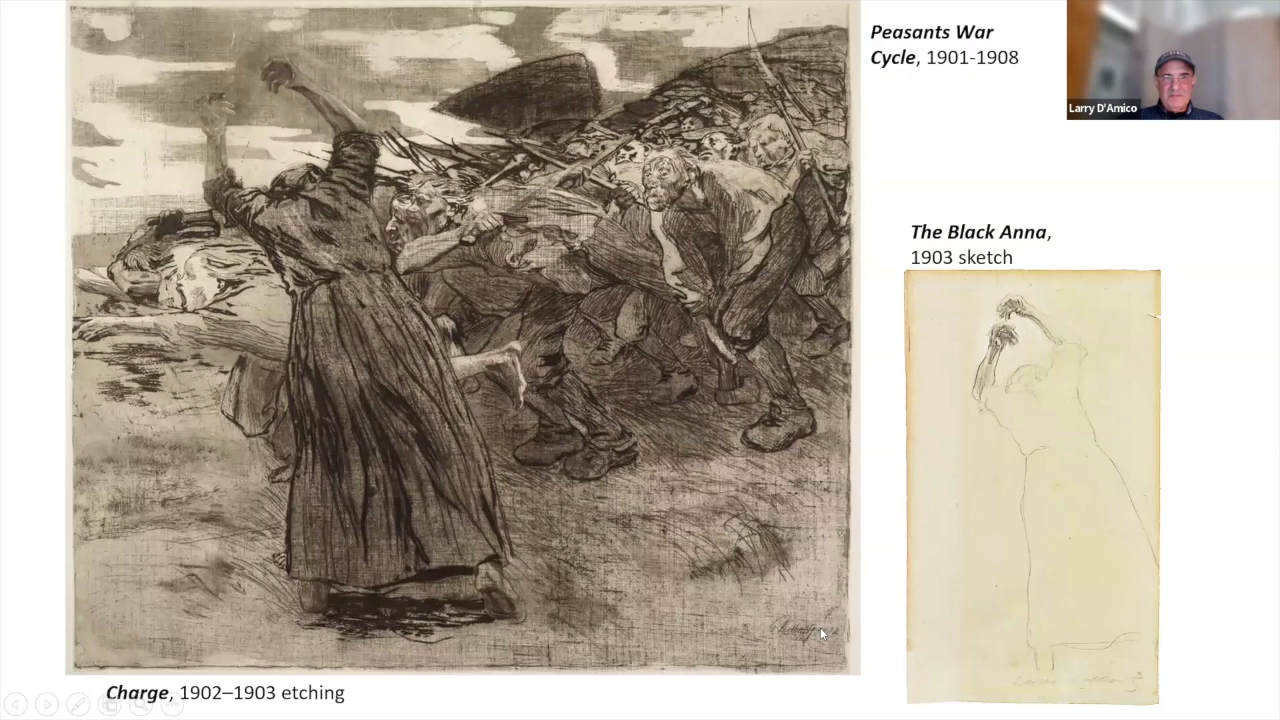 Peasants War
Cycle, 1901-1908
Larry D'Amico
The Black Anna,
1903 sketch
Charge, 1902–1903 etching